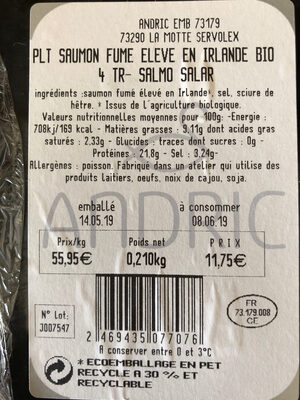 ANDRIC EMB 73179
73290 LA MOTTE SERVOLEX
PLT SAUMON FUME ELEVE EN IRLANDE BIO
4 TR- SALMO SALAR
ingrédients :saumon fumé élevé en Irlande*, sel, sciure de
hêtre. * Issus de l'agriculture biologique.
Valeurs nutritionnelles moyennes pour 100g: -Energie :
708kj/169 kcal - Matières grasses : 9,11g dont acides gras
saturés : 2,33g - Glucides : traces dont sucres : 0g -
Protéines : 21,8g - Sel : 3,24g-
Allergènes : poisson. Fabriqué dans un atelier qui utilise des
produits laitiers, oeufs, noix de cajou, soja.
emballé à consommer
14.05.19 08.06.19
ANDRIC
Prix/kg Poids net PRIX
55,95€ 0,210kg 11,75€
N° Lot:
J007547
FR
73.179.008
CE
2 469435 077076
A conserver entre 0 et 3°C
* ECOEMBALLAGE EN PET
RECYCLE A 30 % ET
RECYCLABLE